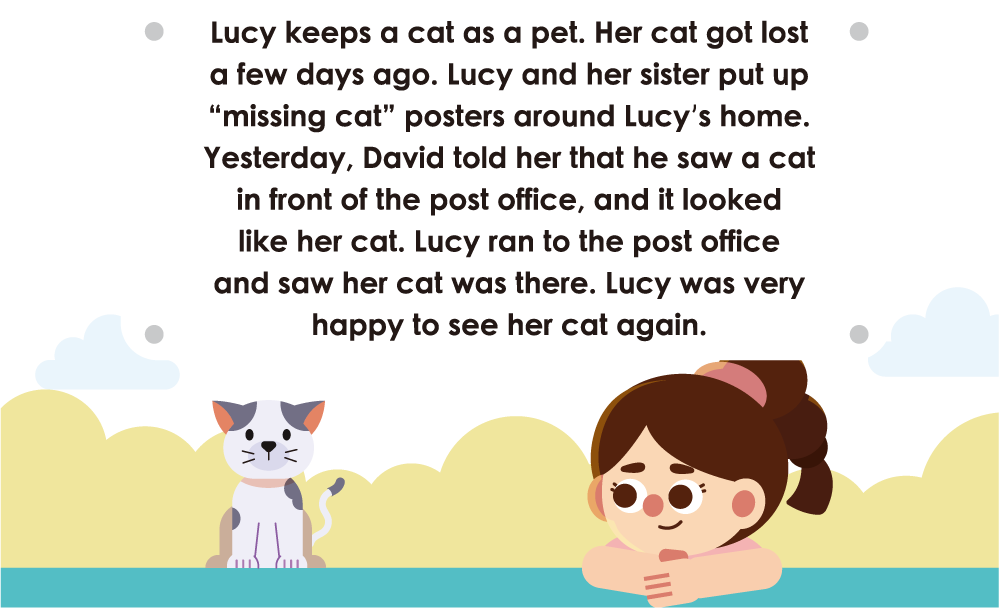 Lucy keeps a cat as a pet. Her cat got lost
a few days ago. Lucy and her sister put up
“missing cat” posters around Lucy's home.
Yesterday, David told her that he saw a cat
in front of the post office, and it looked
like her cat. Lucy ran to the post office
and saw her cat was there. Lucy was very
happy to see her cat again.